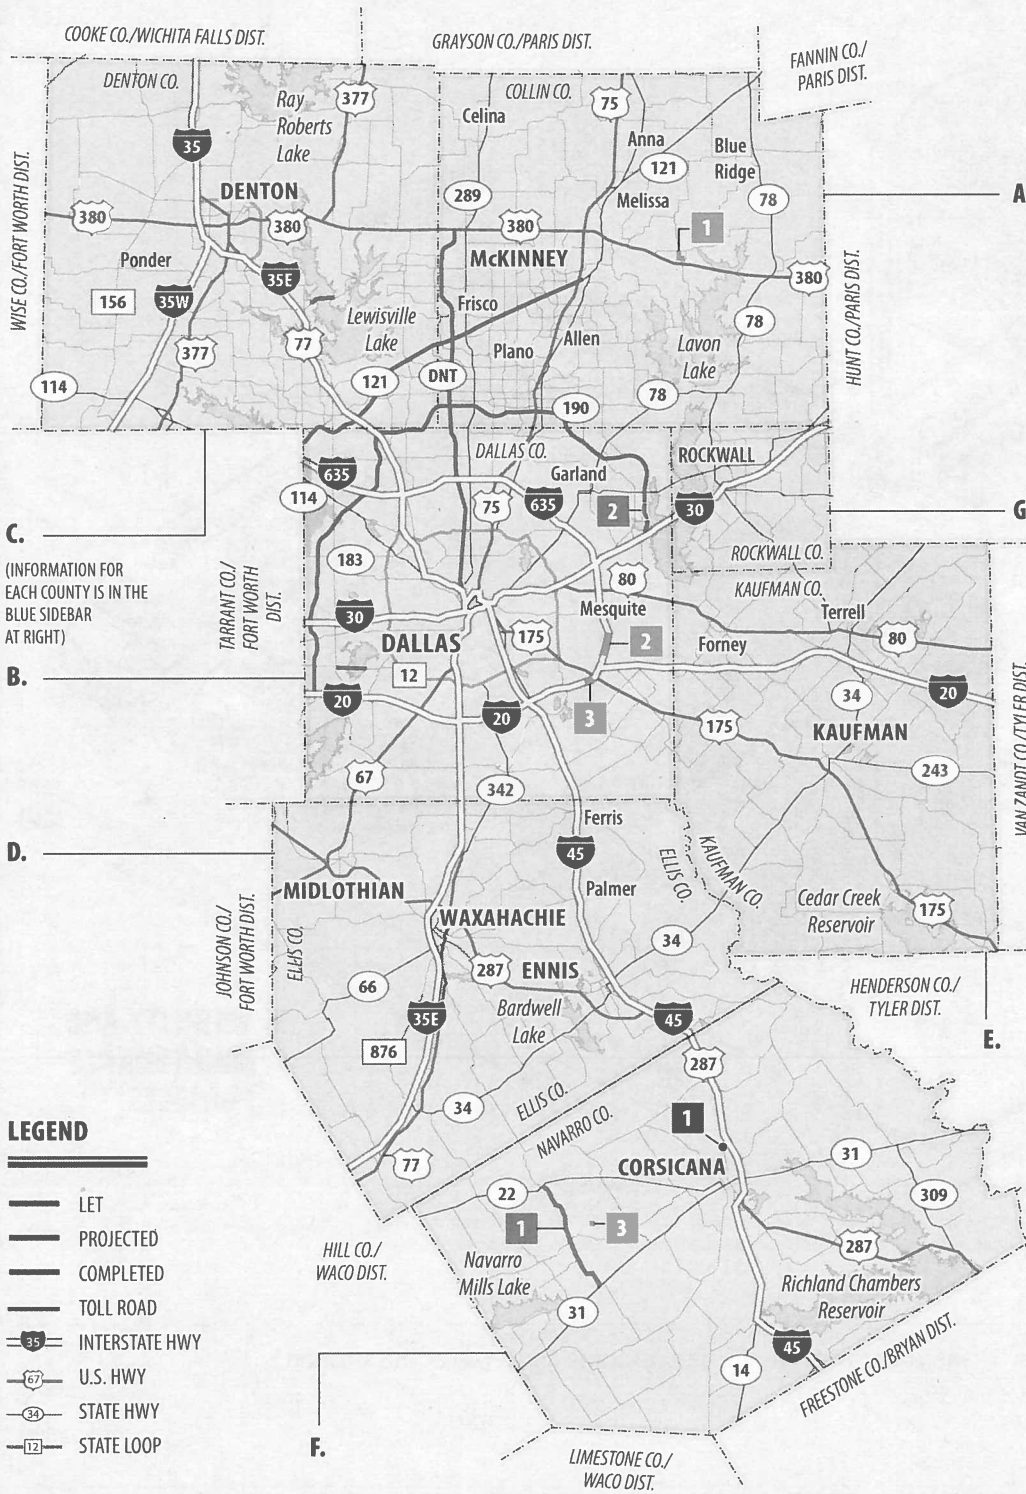 COOKE CO./WICHITA FALLS DIST.
GRAYSON CO./PARIS DIST.
FANNIN CO./
PARIS DIST.
DENTON CO.
COLLIN CO.
Ray
Roberts
Lake
377
Celina
75
Anna
Blue
Ridge
35
121
DENTON
289
Melissa
78
A
WISE CO./FORT WORTH DIST.
380
380
380
1
McKINNEY
Ponder
35E
380
HUNT CO./PARIS DIST.
156
35W
Frisco
Lewisville
Lake
78
77
377
Plano
Allen
Lavon
Lake
114
121
DNT
78
190
DALLAS CO.
ROCKWALL
Garland
635
114
75
635
2
30
G
C.
(INFORMATION FOR
EACH COUNTY IS IN THE
BLUE SIDEBAR
AT RIGHT)
183
ROCKWALL CO.
TARRANT CO./
FORT WORTH
DIST.
80
KAUFMAN CO.
Mesquite
Terrell
30
DALLAS
175
2
Forney
80
B.
12
20
20
3
34
20
175
KAUFMAN
VAN ZANDT CO./TYLER DIST.
67
243
342
Ferris
D.
45
ELLIS CO.
KAUFMAN CO.
MIDLOTHIAN
Palmer
Cedar Creek
Reservoir
175
WAXAHACHIE
JOHNSON CO./
FORT WORTH DIST.
ELLIS CO.
34
287
ENNIS
66
HENDERSON CO./
TYLER DIST.
Bardwell
Lake
35E
45
E.
876
287
ELLIS CO.
NAVARRO CO.
34
1
LEGEND
77
CORSICANA
31
22
309
LET
1
3
PROJECTED
HILL CO./
WACO DIST.
287
COMPLETED
Navarro
Mills Lake
Richland Chambers
Reservoir
TOLL ROAD
31
35
INTERSTATE HWY
45
67
U.S. HWY
14
FREESTONE CO./BRYAN DIST.
34
STATE HWY
12
STATE LOOP
F.
LIMESTONE CO./
WACO DIST.